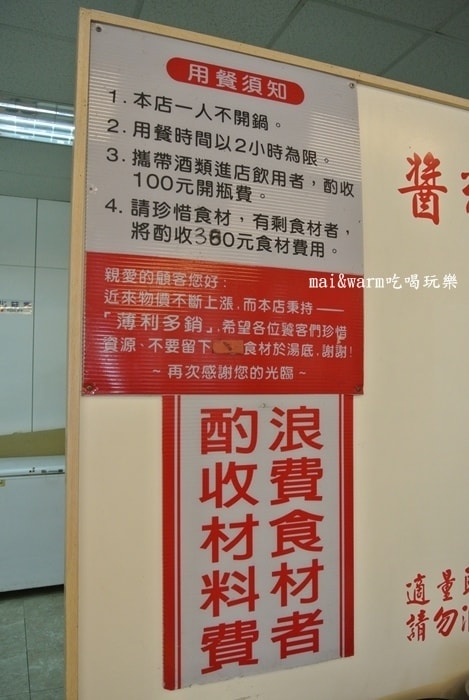 用餐須知
1. 本店一人不開鍋。
2. 用餐時間以2小時為限。
3. 攜帶酒類進店飲用者，酌收
100元開瓶費。
4. 請珍惜食材，有剩食材者，
將酌收360元食材費用。
親愛的顧客您好：
近來物價不斷上漲，而本店秉持——
「薄利多銷」，希望各位饕客們珍惜
資源、不要留下食材於湯底，謝謝！
~ 再次感謝您的光臨 ~
浪費食材者
酌收材料費
醬
適量
請勿
mai&warm吃喝玩樂